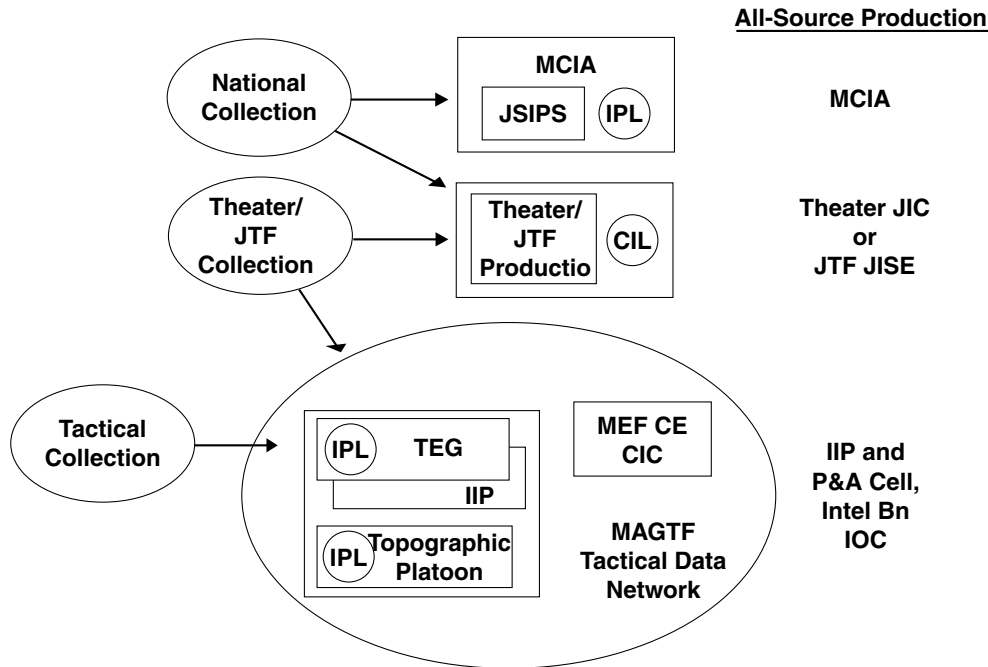 All-Source Production
National
Collection
MCIA
JSIPS
IPL
MCIA
Theater/
JTF
Collection
Theater/
JTF
Productio
CIL
Theater JIC
or
JTF JISE
Tactical
Collection
IPL
TEG
IIP
IPL
Topographic
Platoon
MEF CE
CIC
MAGTF
Tactical Data
Network
IIP and
P&A Cell,
Intel Bn
IOC